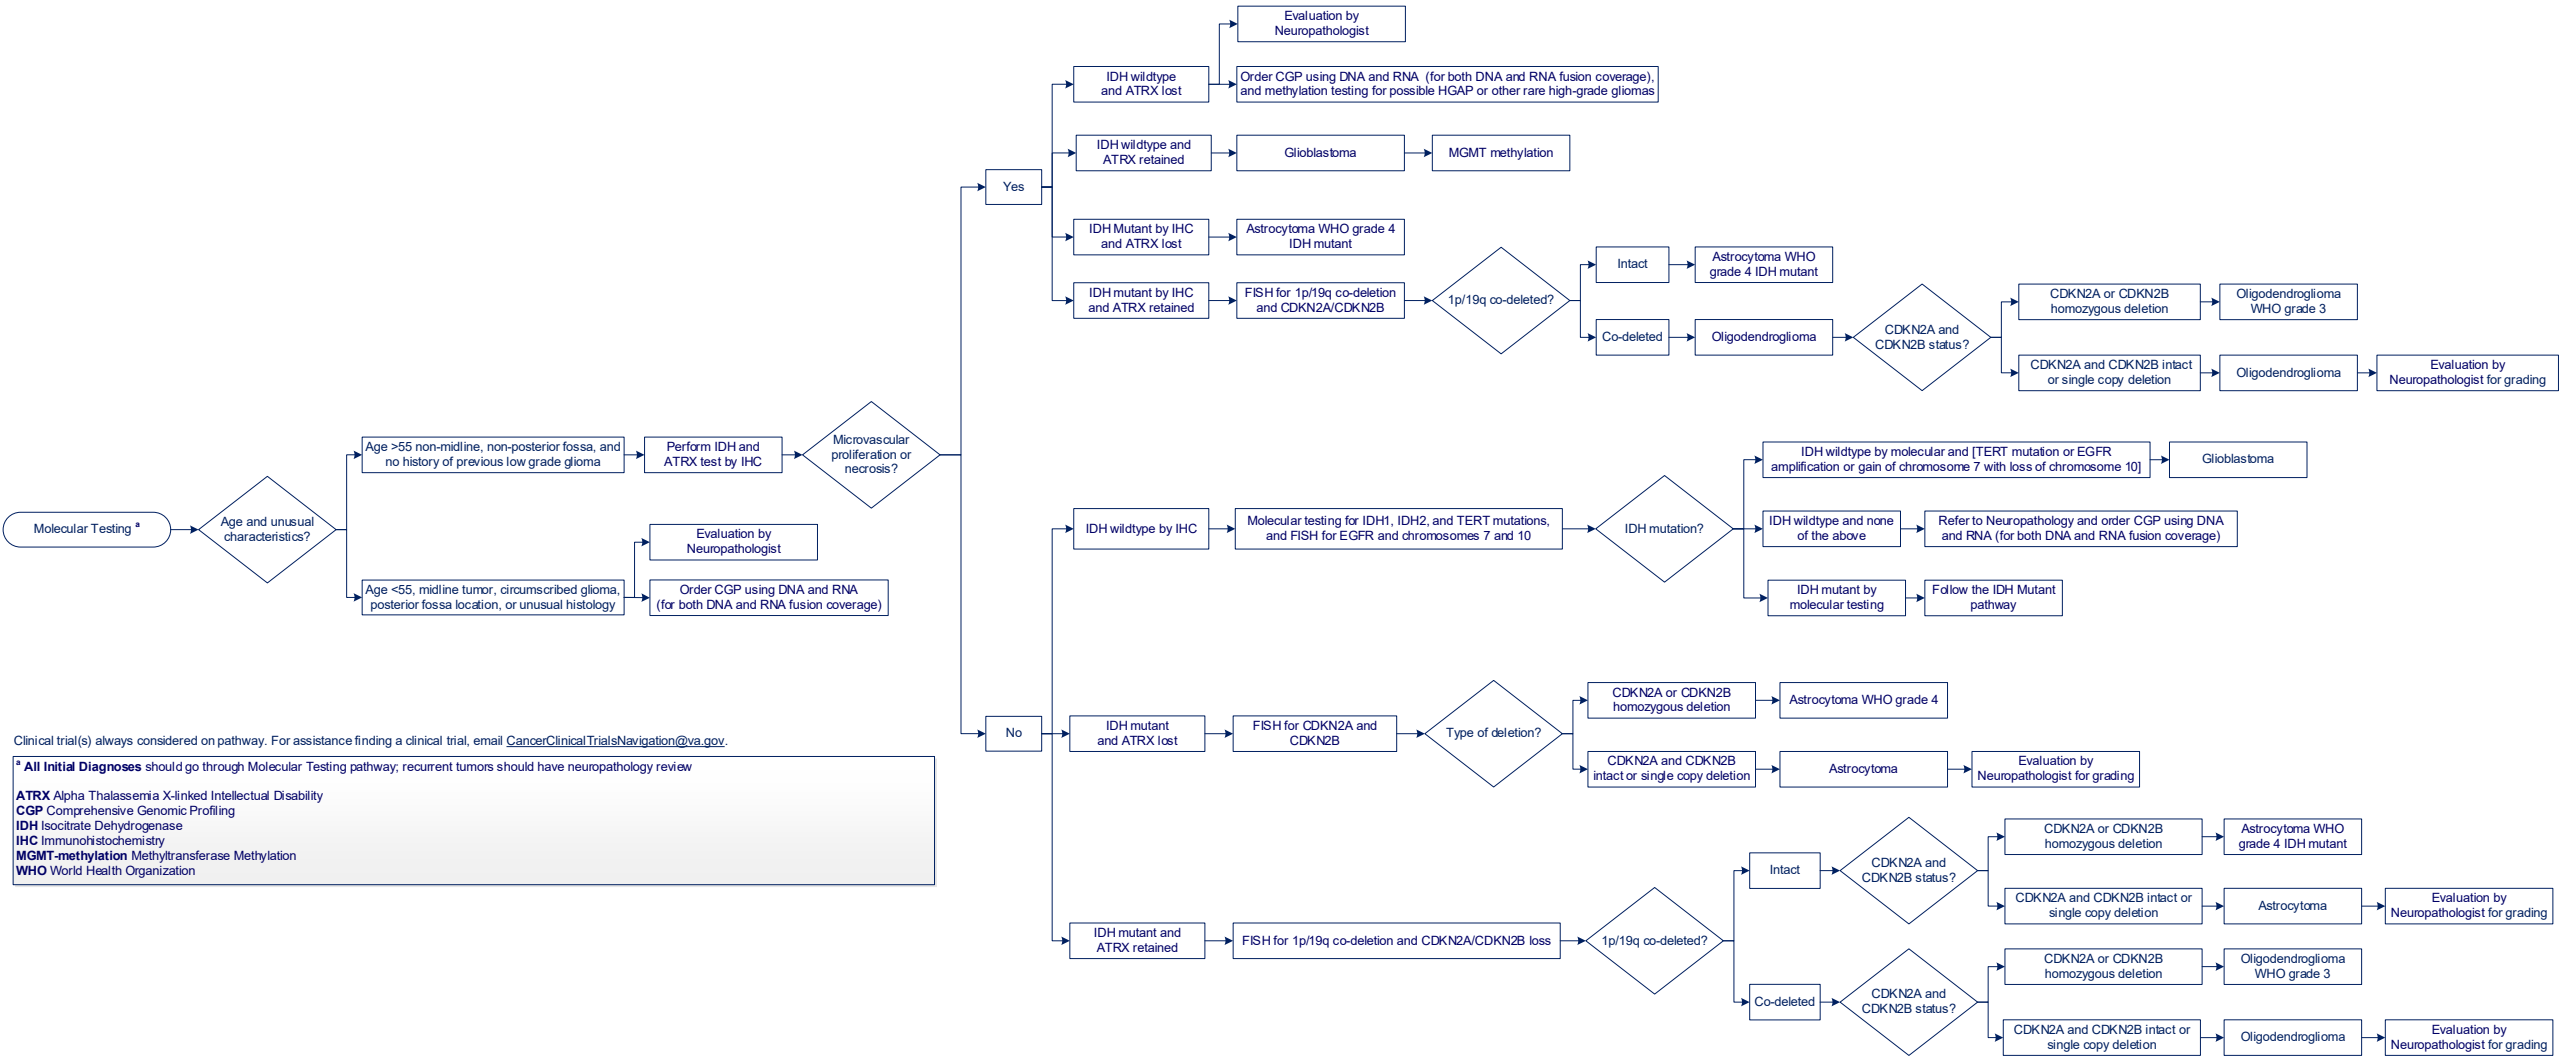 Molecular Testing ª
Age and unusual
characteristics?
Age >55 non-midline, non-posterior fossa, and
no history of previous low grade glioma
Perform IDH and
ATRX test by IHC
Microvascular
proliferation or
necrosis?
Age <55, midline tumor, circumscribed glioma,
posterior fossa location, or unusual histology
Evaluation by
Neuropathologist
Order CGP using DNA and RNA
(for both DNA and RNA fusion coverage)
Yes
IDH wildtype
and ATRX lost
Evaluation by
Neuropathologist
Order CGP using DNA and RNA (for both DNA and RNA fusion coverage),
and methylation testing for possible HGAP or other rare high-grade gliomas
IDH wildtype and
ATRX retained
Glioblastoma
MGMT methylation
IDH Mutant by IHC
and ATRX lost
Astrocytoma WHO grade 4
IDH mutant
IDH mutant by IHC
and ATRX retained
FISH for 1p/19q co-deletion
and CDKN2A/CDKN2B
1p/19q co-deleted?
Intact
Astrocytoma WHO
grade 4 IDH mutant
Co-deleted
Oligodendroglioma
CDKN2A and
CDKN2B status?
CDKN2A or CDKN2B
homozygous deletion
Oligodendroglioma
WHO grade 3
CDKN2A and CDKN2B intact
or single copy deletion
Oligodendroglioma
Evaluation by
Neuropathologist for grading
No
IDH wildtype by IHC
Molecular testing for IDH1, IDH2, and TERT mutations,
and FISH for EGFR and chromosomes 7 and 10
IDH mutation?
IDH wildtype by molecular and [TERT mutation or EGFR
amplification or gain of chromosome 7 with loss of chromosome 10]
Glioblastoma
IDH wildtype and none
of the above
Refer to Neuropathology and order CGP using DNA
and RNA (for both DNA and RNA fusion coverage)
IDH mutant by
molecular testing
Follow the IDH Mutant
pathway
IDH mutant
and ATRX lost
FISH for CDKN2A and
CDKN2B
Type of deletion?
CDKN2A or CDKN2B
homozygous deletion
Astrocytoma WHO grade 4
CDKN2A and CDKN2B
intact or single copy deletion
Astrocytoma
Evaluation by
Neuropathologist for grading
IDH mutant and
ATRX retained
FISH for 1p/19q co-deletion and CDKN2A/CDKN2B loss
1p/19q co-deleted?
Intact
CDKN2A and
CDKN2B status?
CDKN2A or CDKN2B
homozygous deletion
Astrocytoma WHO
grade 4 IDH mutant
CDKN2A and CDKN2B intact or
single copy deletion
Astrocytoma
Evaluation by
Neuropathologist for grading
Co-deleted
CDKN2A and
CDKN2B status?
CDKN2A or CDKN2B
homozygous deletion
Oligodendroglioma
WHO grade 3
CDKN2A and CDKN2B intact or
single copy deletion
Oligodendroglioma
Evaluation by
Neuropathologist for grading
Clinical trial(s) always considered on pathway. For assistance finding a clinical trial, email CancerClinicalTrialsNavigation@va.gov.
ª All Initial Diagnoses should go through Molecular Testing pathway; recurrent tumors should have neuropathology review
ATRX Alpha Thalassemia X-linked Intellectual Disability
CGP Comprehensive Genomic Profiling
IDH Isocitrate Dehydrogenase
IHC Immunohistochemistry
MGMT-methylation Methyltransferase Methylation
WHO World Health Organization